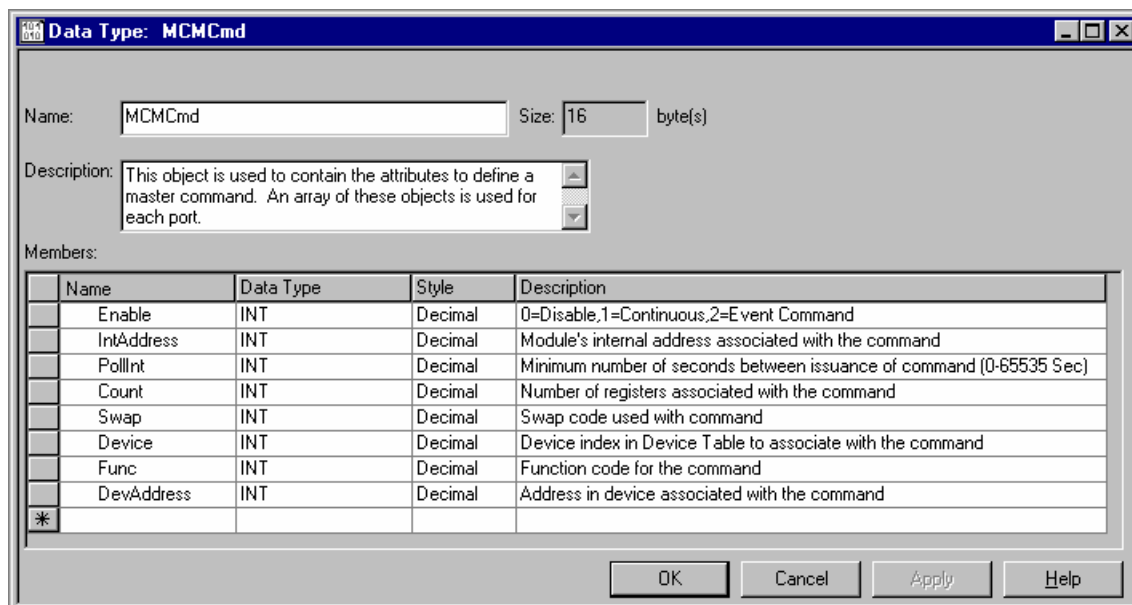 Data Type: MCMCmd
Name: MCMCmd Size: 16 byte(s)
Description: This object is used to contain the attributes to define a
master command. An array of these objects is used for
each port.
Members:
Name Data Type Style Description
Enable INT Decimal 0=Disable,1=Continuous,2=Event Command
IntAddress INT Decimal Module's internal address associated with the command
PollInt INT Decimal Minimum number of seconds between issuance of command (0-65535 Sec)
Count INT Decimal Number of registers associated with the command
Swap INT Decimal Swap code used with command
Device INT Decimal Device index in Device Table to associate with the command
Func INT Decimal Function code for the command
DevAddress INT Decimal Address in device associated with the command
OK Cancel Apply Help